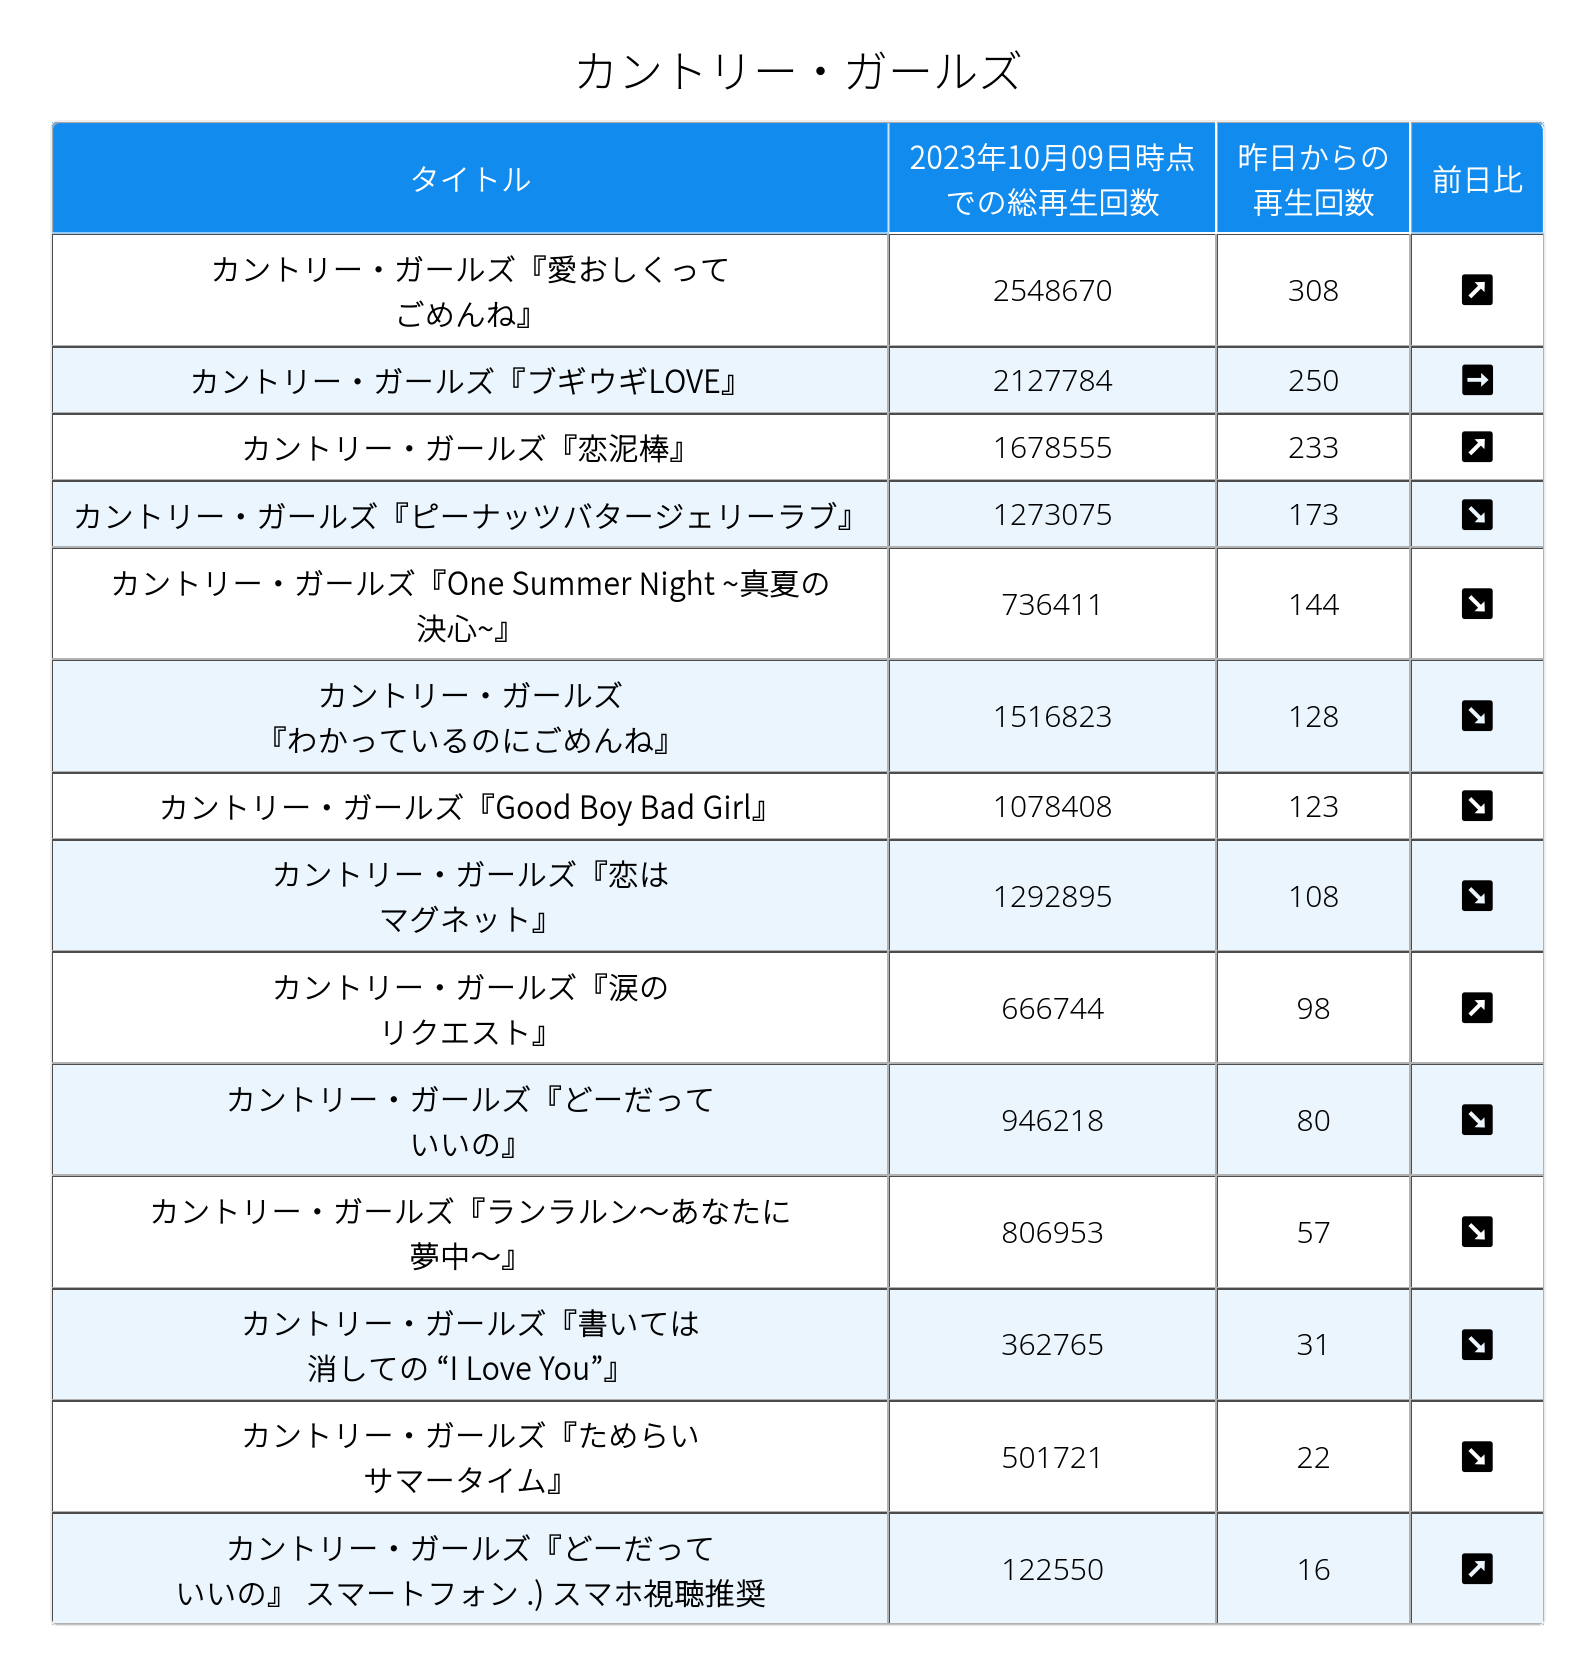 カントリー・ガールズ
タイトル
2023年10月09日時点
での総再生回数
昨日からの
再生回数
前日比
カントリー・ガールズ『愛おしくって
ごめんね』
2548670
308
カントリー・ガールズ『ブギウギLOVE』
2127784
250
カントリー・ガールズ『恋泥棒』
1678555
233
カントリー・ガールズ『ピーナッツバタージェリーラブ』
1273075
173
カントリー・ガールズ『One Summer Night ~真夏の
決心~』
736411
144
カントリー・ガールズ
『わかっているのにごめんね』
1516823
128
カントリー・ガールズ『Good Boy Bad Girl』
1078408
123
カントリー・ガールズ『恋は
マグネット』
1292895
108
カントリー・ガールズ『涙の
リクエスト』
666744
98
カントリー・ガールズ『どーだって
いいの』
946218
80
カントリー・ガールズ『ランラルン〜あなたに
夢中〜』
806953
57
カントリー・ガールズ『書いては
消しての “I Love You”』
362765
31
カントリー・ガールズ『ためらい
サマータイム』
501721
22
カントリー・ガールズ『どーだって
いいの』 スマートフォン .) スマホ視聴推奨
122550
16